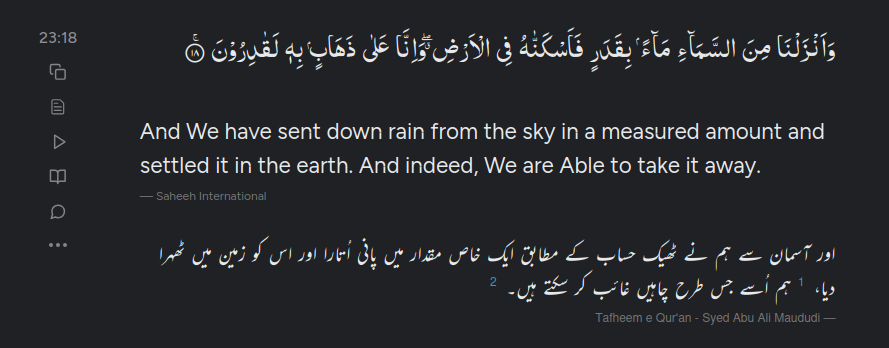 23:18
وَاَنْزَلْنَا مِنَ السَّمَآءِ مَآءًۢ بِقَدَرٍ فَاَسْكَنّٰهُ فِی الْاَرْضِ ۖۗ وَاِنَّا عَلٰی ذَهَابٍۭ بِهٖ لَقٰدِرُوْنَ ۟ۚ ۱۸
And We have sent down rain from the sky in a measured amount and
settled it in the earth. And indeed, We are Able to take it away.
— Saheeh International
اور آسمان سے ہم نے ٹھیک حساب کے مطابق ایک خاص مقدار میں پانی اُتارا اور اس کو زمین میں ٹھہرا
دیا، 1 ہم اُسے جس طرح چاہیں غائب کر سکتے ہیں۔ 2
Tafheem e Qur'an - Syed Abu Ali Maududi —